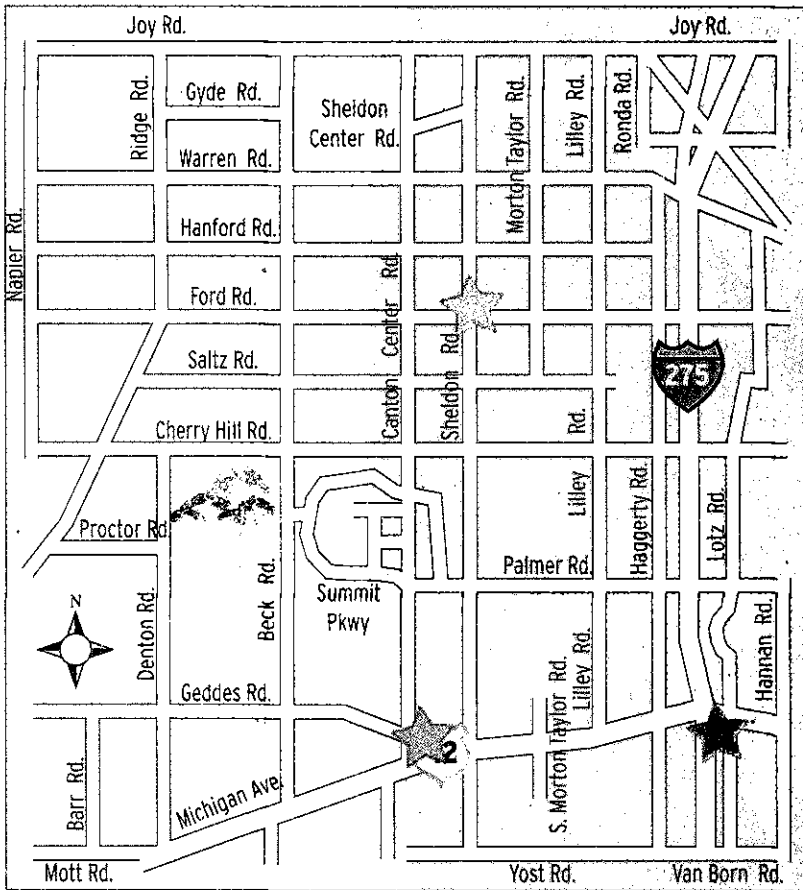 Joy Rd.
Joy Rd.
Ridge Rd.
Gyde Rd.
Sheldon
Center Rd.
Morton Taylor Rd.
Lilley Rd.
Ronda Rd.
Warren Rd.
Napier Rd.
Hanford Rd.
Canton Center Rd.
Ford Rd.
Sheldon Rd.
Saltz Rd.
275
Cherry Hill Rd.
Lilley Rd.
Haggerty Rd.
Lotz Rd.
Proctor Rd.
Palmer Rd.
Beck Rd.
Summit
Pkwy
N
Denton Rd.
Hannan Rd.
Geddes Rd.
Lilley Rd.
S. Morton Taylor Rd.
2
Barr Rd.
Michigan Ave.
Mott Rd.
Yost Rd.
Van Born Rd.